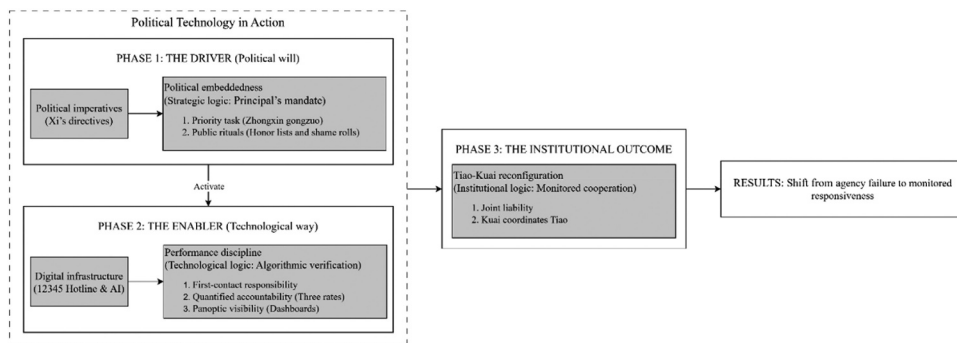 Political Technology in Action
PHASE 1: THE DRIVER (Political will)
Political imperatives
(Xi's directives)
Political embeddedness
(Strategic logic: Principal's mandate)
1. Priority task (Zhongxin gongzuo)
2. Public rituals (Honor lists and shame rolls)
Activate
PHASE 2: THE ENABLER (Technological way)
Digital infrastructure
(12345 Hotline & AI)
Performance discipline
(Technological logic: Algorithmic verification)
1. First-contact responsibility
2. Quantified accountability (Three rates)
3. Panoptic visibility (Dashboards)
PHASE 3: THE INSTITUTIONAL OUTCOME
Tiao-Kuai reconfiguration
(Institutional logic: Monitored cooperation)
1. Joint liability
2. Kuai coordinates Tiao
RESULTS: Shift from agency failure to monitored
responsiveness